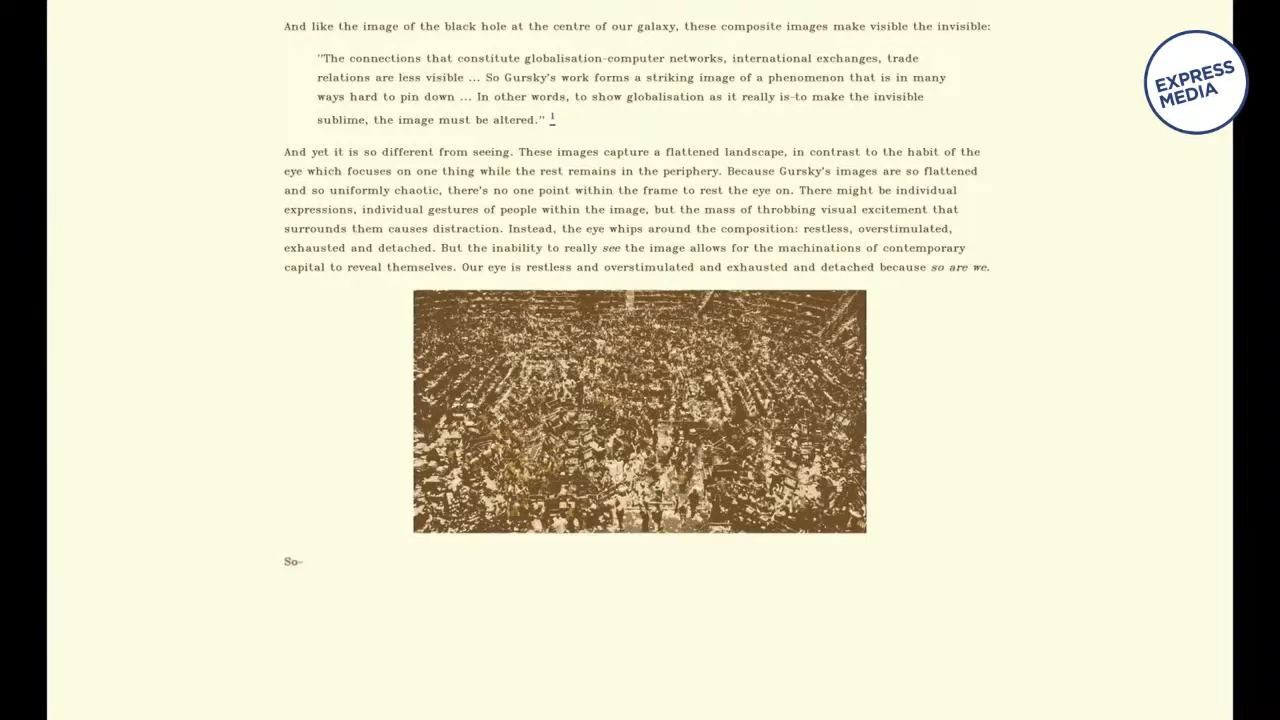 And like the image of the black hole at the centre of our galaxy, these composite images make visible the invisible:
"The connections that constitute globalisation-computer networks, international exchanges, trade
relations are less visible ... So Gursky's work forms a striking image of a phenomenon that is in many
ways hard to pin down ... In other words, to show globalisation as it really is-to make the invisible
sublime, the image must be altered." 1
And yet it is so different from seeing. These images capture a flattened landscape, in contrast to the habit of the
eye which focuses on one thing while the rest remains in the periphery. Because Gursky's images are so flattened
and so uniformly chaotic, there's no one point within the frame to rest the eye on. There might be individual
expressions, individual gestures of people within the image, but the mass of throbbing visual excitement that
surrounds them causes distraction. Instead, the eye whips around the composition: restless, overstimulated,
exhausted and detached. But the inability to really see the image allows for the machinations of contemporary
capital to reveal themselves. Our eye is restless and overstimulated and exhausted and detached because so are we.
So-
EXPRESS
MEDIA